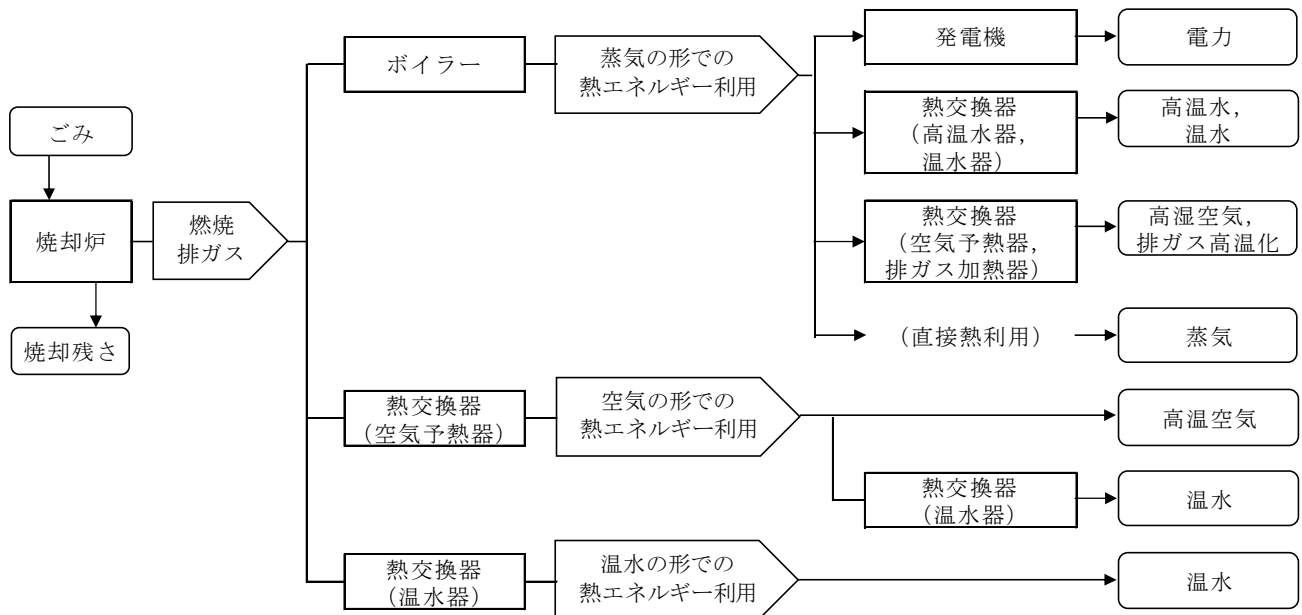 ごみ
焼却炉
焼却残さ
燃焼
排ガス
ボイラー
蒸気の形での
熱エネルギー利用
発電機
電力
熱交換器
(高温水器,
温水器)
高温水,
温水
熱交換器
(空気予熱器,
排ガス加熱器)
高湿空気,
排ガス高温化
(直接熱利用)
蒸気
熱交換器
(空気予熱器)
空気の形での
熱エネルギー利用
高温空気
熱交換器
(温水器)
温水
熱交換器
(温水器)
温水の形での
熱エネルギー利用
温水